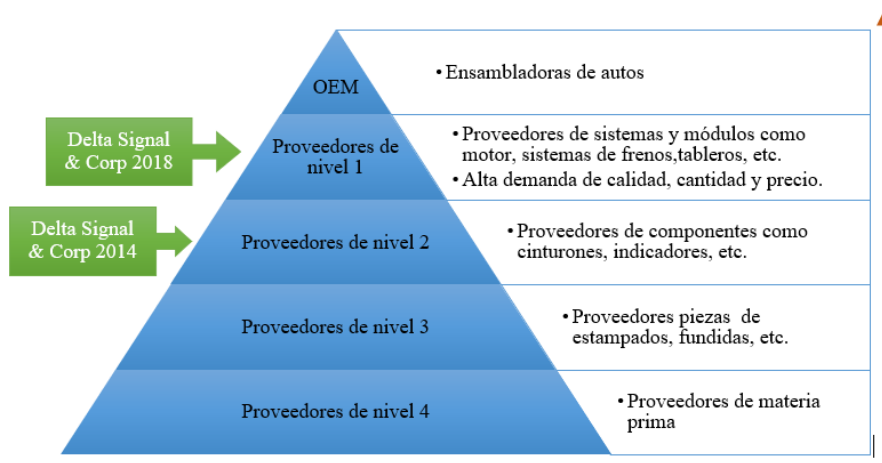 OEM
• Ensambladoras de autos
Delta Signal
& Corp 2018
Proveedores de
nivel 1
• Proveedores de sistemas y módulos como
motor, sistemas de frenos,tableros, etc.
• Alta demanda de calidad, cantidad y precio.
Delta Signal
& Corp 2014
Proveedores de nivel 2
• Proveedores de componentes como
cinturones, indicadores, etc.
Proveedores de nivel 3
• Proveedores piezas de
estampados, fundidas, etc.
Proveedores de nivel 4
• Proveedores de materia
prima